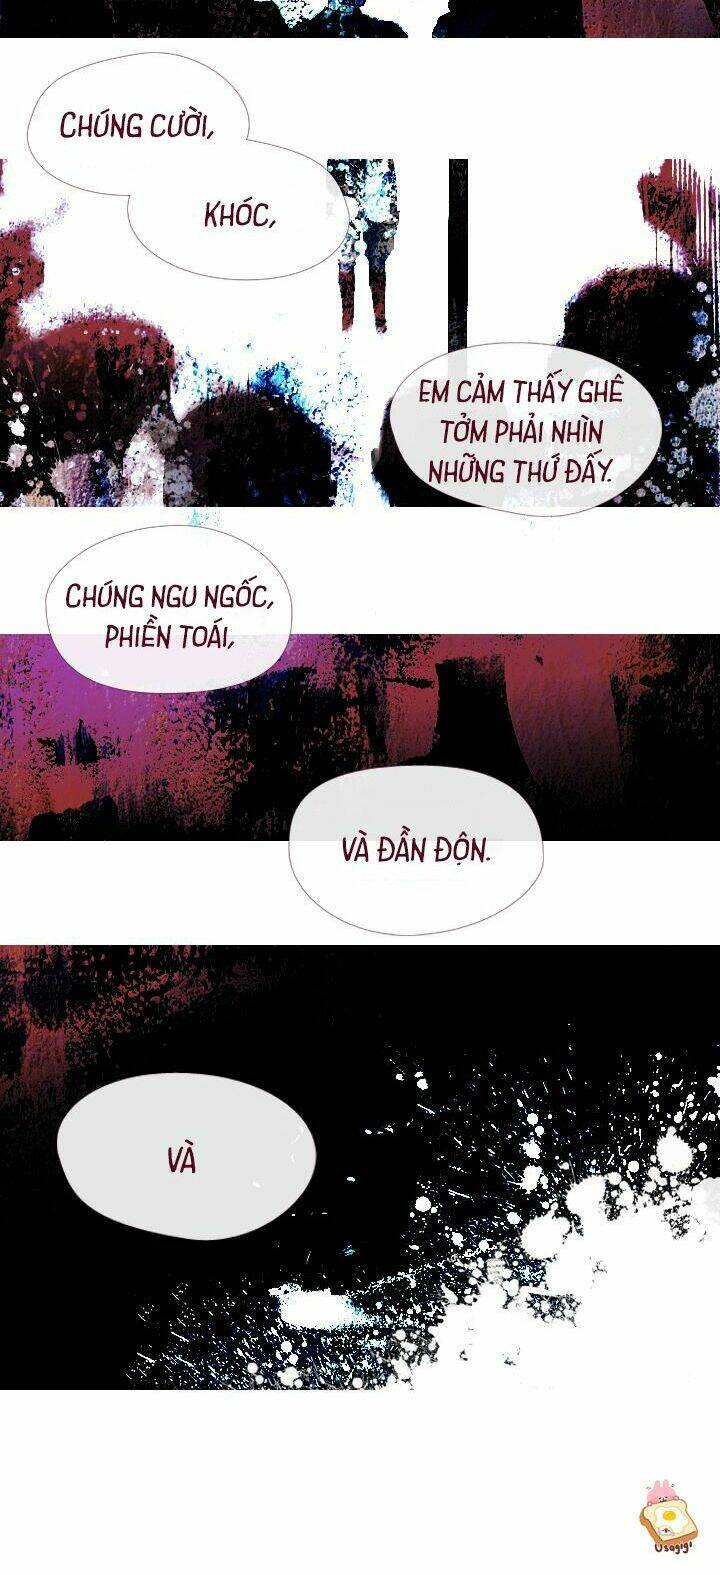 CHÚNG CƯỜI,
KHÓC,
EM CẢM THẤY GHÊ
TỞM PHẢI NHÌN
NHỮNG THỨ ĐẤY.
CHÚNG NGU NGỐC,
PHIỀN TOÁI,
VÀ ĐẦN ĐỘN.
VÀ
Usagigi